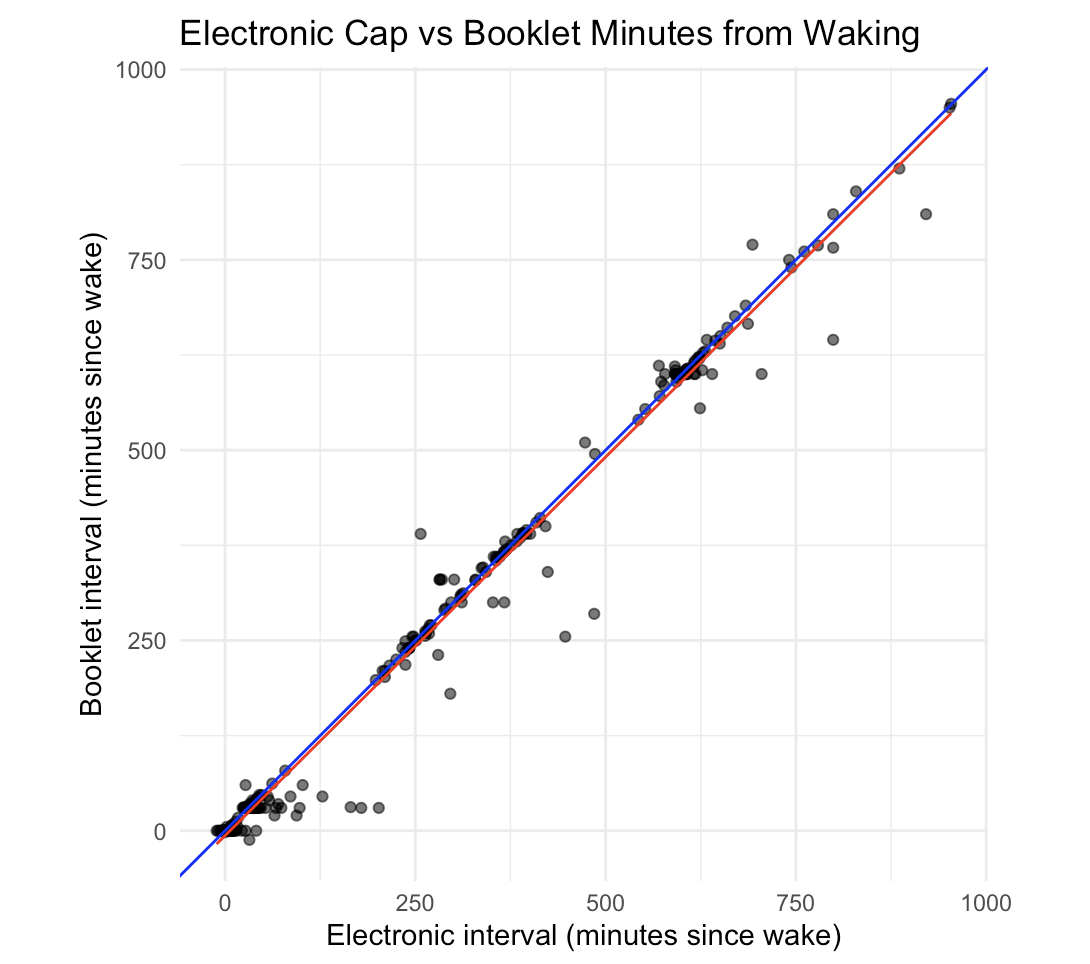 Electronic Cap vs Booklet Minutes from Waking
1000
750
500
250
0
Booklet interval (minutes since wake)
0 250 500 750 1000
Electronic interval (minutes since wake)